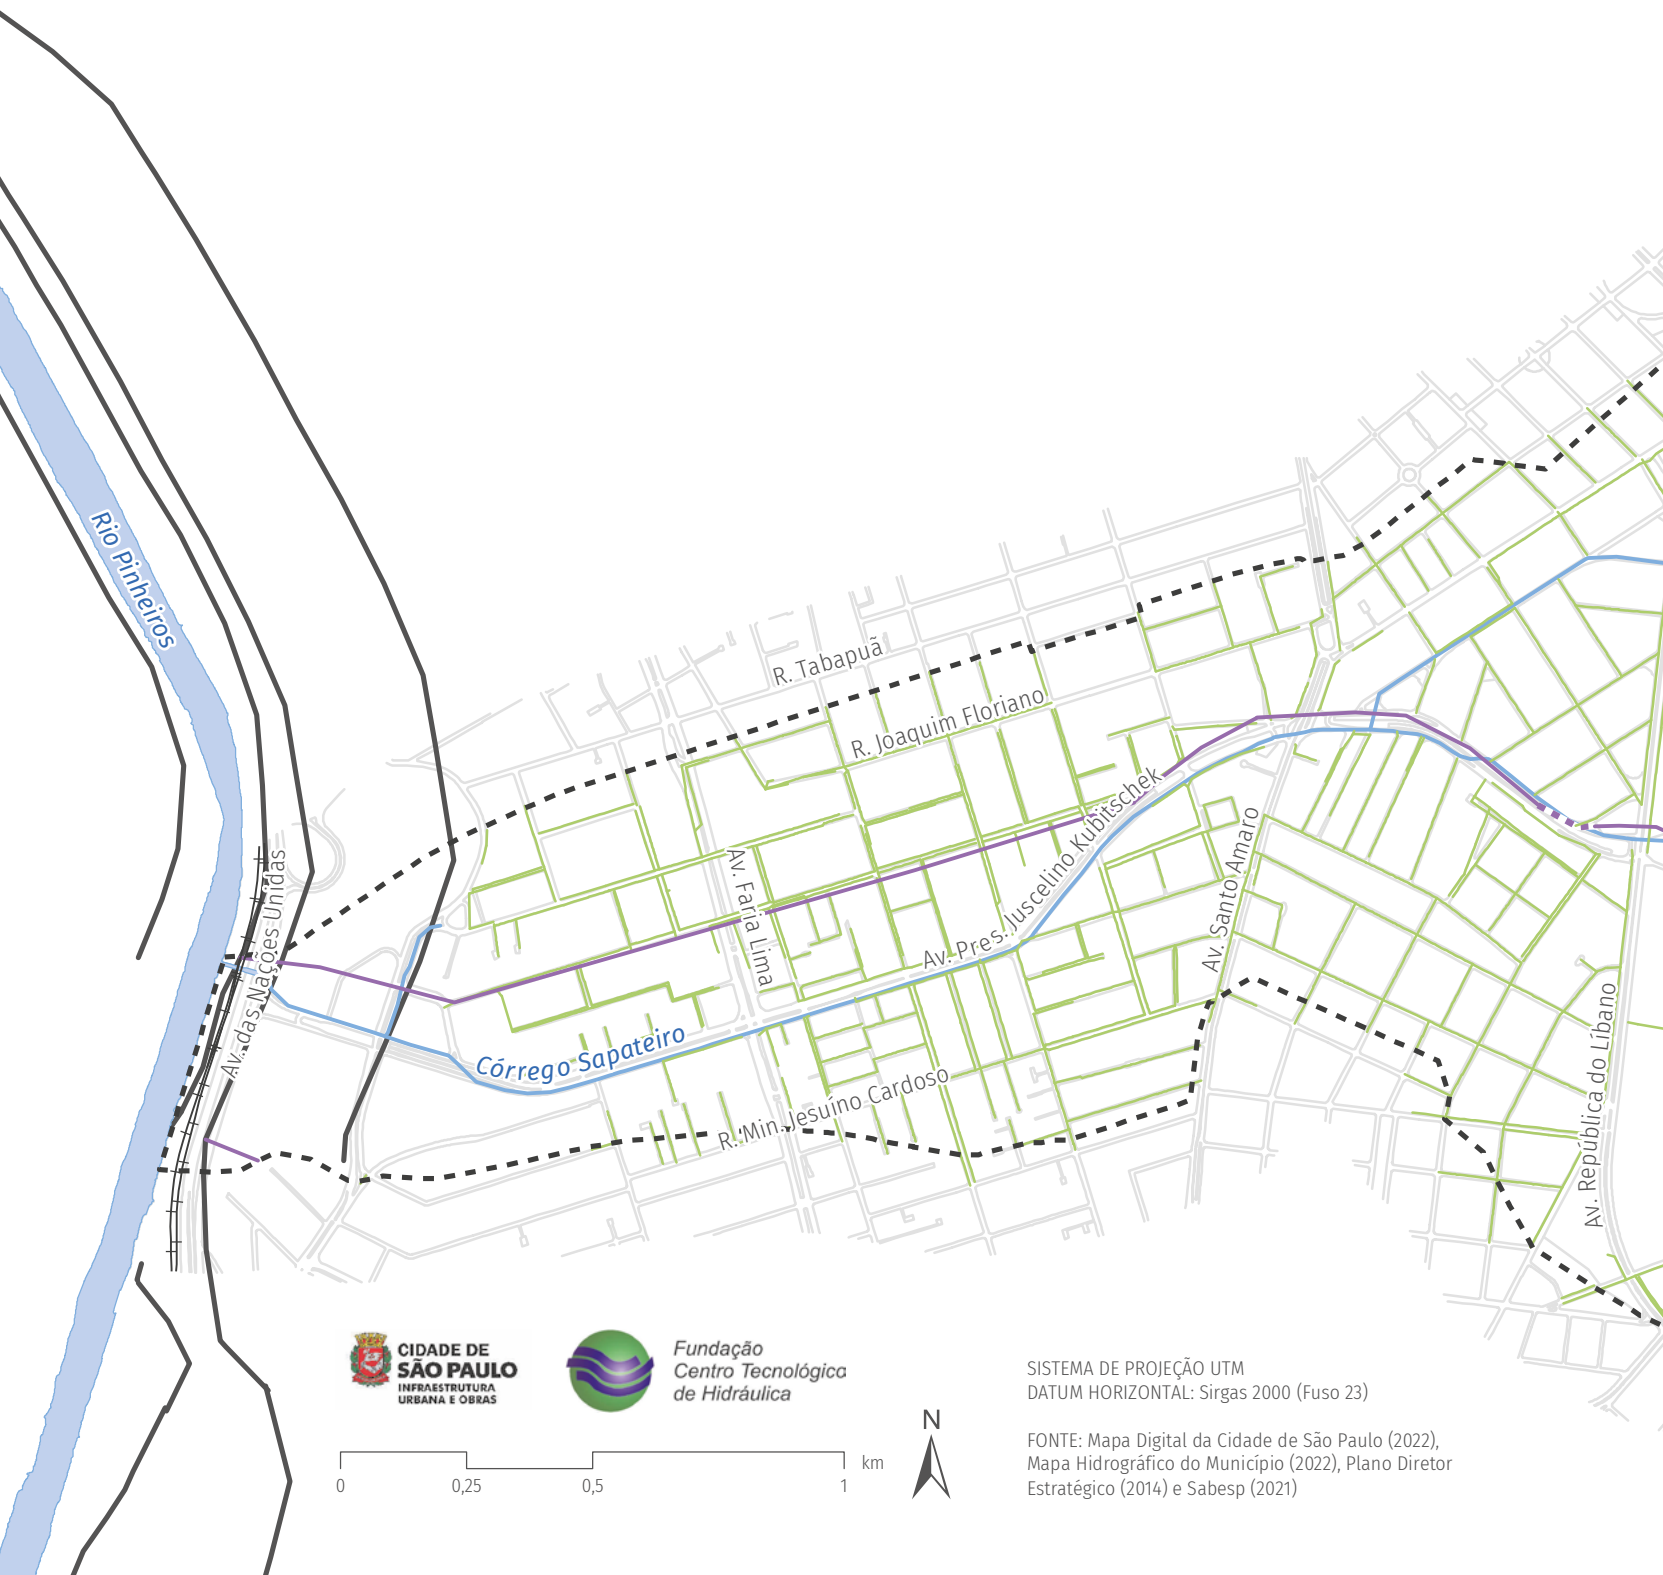 Rio Pinheiros
R. Tabapuã
R. Joaquim Floriano
Av. Pres. Juscelino Kubitschek
Av. Faria Lima
Av. Santo Amaro
Av. das Nações Unidas
Córrego Sapateiro
R. Min. Jesuíno Cardoso
Av. República do Líbano
CIDADE DE
SÃO PAULO
INFRAESTRUTURA
URBANA E OBRAS
Fundação
Centro Tecnológico
de Hidráulica
SISTEMA DE PROJEÇÃO UTM
DATUM HORIZONTAL: Sirgas 2000 (Fuso 23)
FONTE: Mapa Digital da Cidade de São Paulo (2022),
Mapa Hidrográfico do Município (2022), Plano Diretor
Estratégico (2014) e Sabesp (2021)
N
km
0 0,25 0,5 1